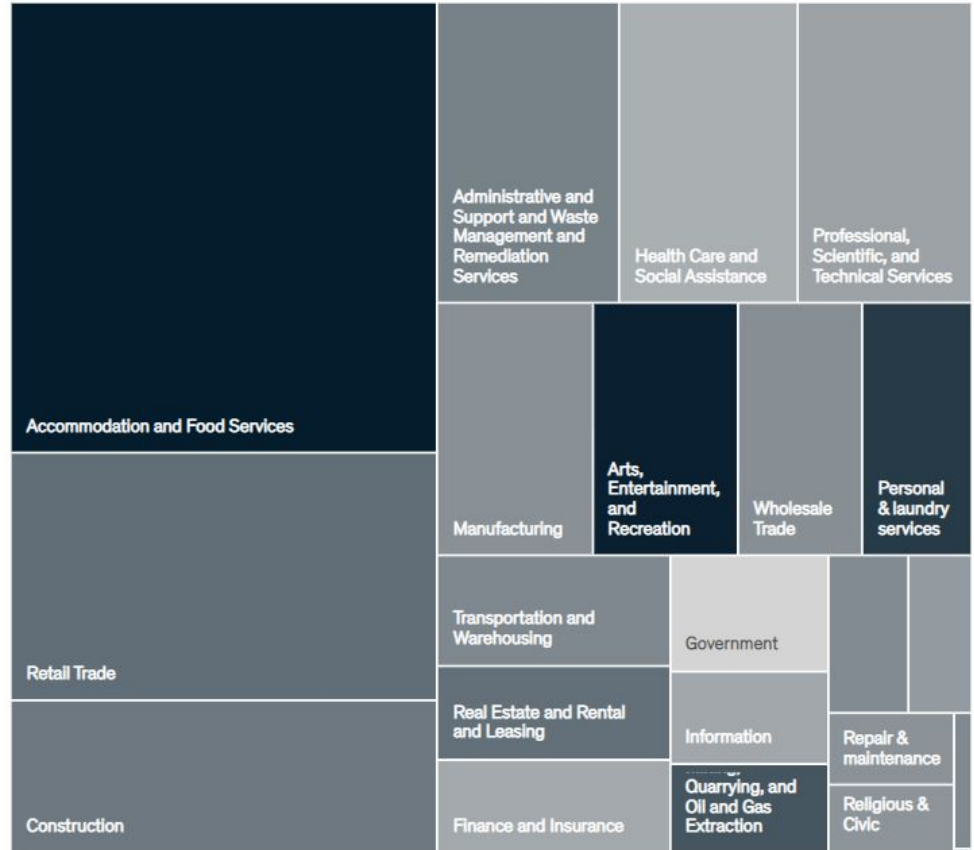 Administrative and
Support and Waste
Management and
Remediation
Services
Health Care and
Social Assistance
Professional,
Scientific, and
Technical Services
Accommodation and Food Services
Manufacturing
Arts,
Entertainment,
and
Recreation
Wholesale
Trade
Personal
& laundry
services
Retail Trade
Transportation and
Warehousing
Government
Real Estate and Rental
and Leasing
Information
Repair &
maintenance
Construction
Finance and Insurance
Quarrying, and
Oil and Gas
Extraction
Religious &
Civic